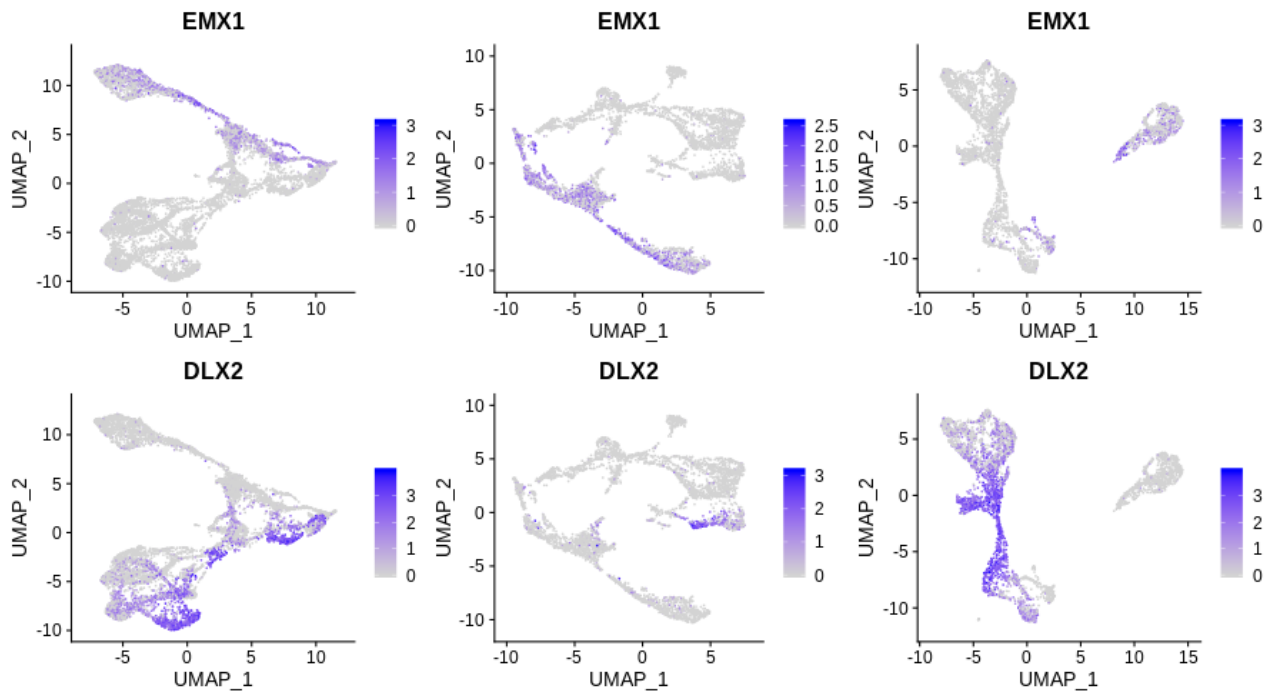 EMX1 EMX1 EMX1
10 5 0 -5 -10
UMAP_2
-5 0 5 10
UMAP_1
3 2 1 0
10 5 0 -5 -10
UMAP_2
-10 -5 0 5
UMAP_1
2.5 2.0 1.5 1.0 0.5 0.0
5 0 -5 -10
UMAP_2
-10 -5 0 5 10 15
UMAP_1
3 2 1 0
DLX2 DLX2 DLX2
10 5 0 -5 -10
UMAP_2
-5 0 5 10
UMAP_1
3 2 1 0
10 5 0 -5 -10
UMAP_2
-10 -5 0 5
UMAP_1
3 2 1 0
5 0 -5 -10
UMAP_2
-10 -5 0 5 10 15
UMAP_1
3 2 1 0